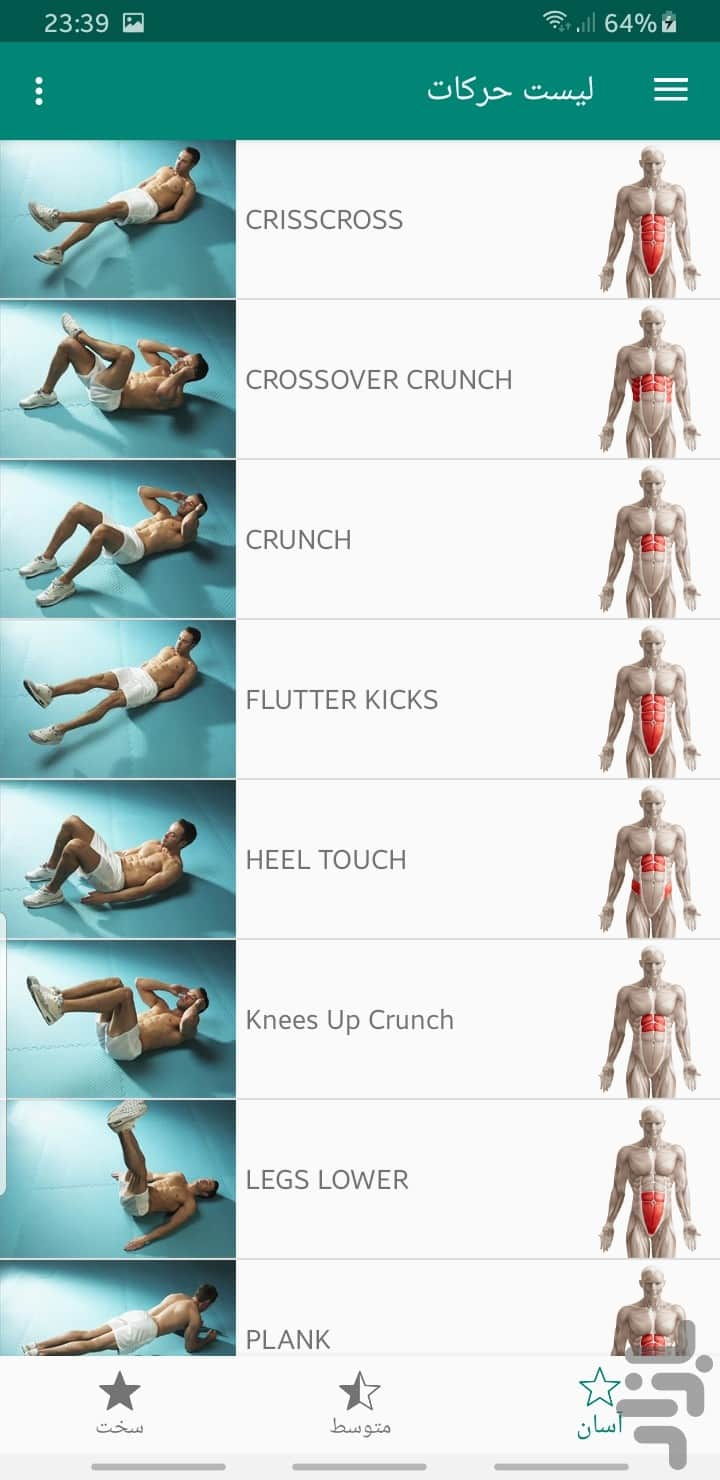 23:39 64%
لیست حرکات
CRISSCROSS
CROSSOVER CRUNCH
CRUNCH
FLUTTER KICKS
HEEL TOUCH
Knees Up Crunch
LEGS LOWER
PLANK
آسان متوسط سخت